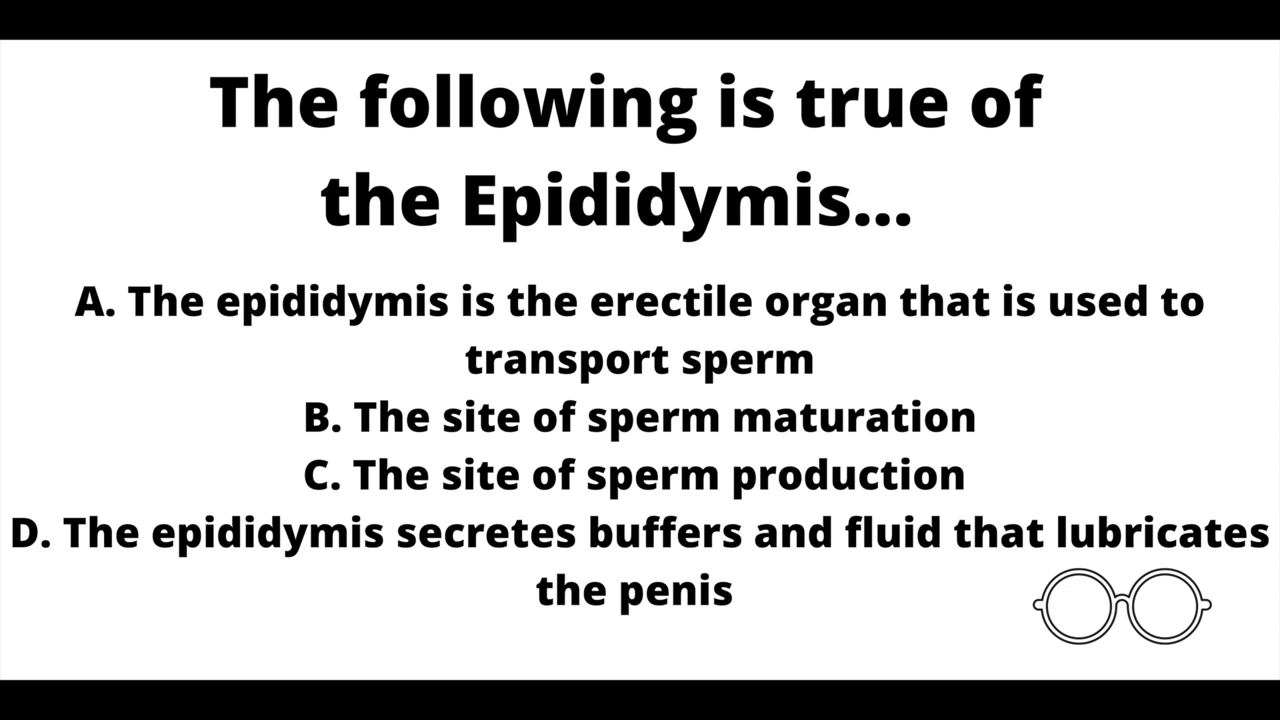 The following is true of
the Epididymis...
A. The epididymis is the erectile organ that is used to
transport sperm
B. The site of sperm maturation
C. The site of sperm production
D. The epididymis secretes buffers and fluid that lubricates
the penis